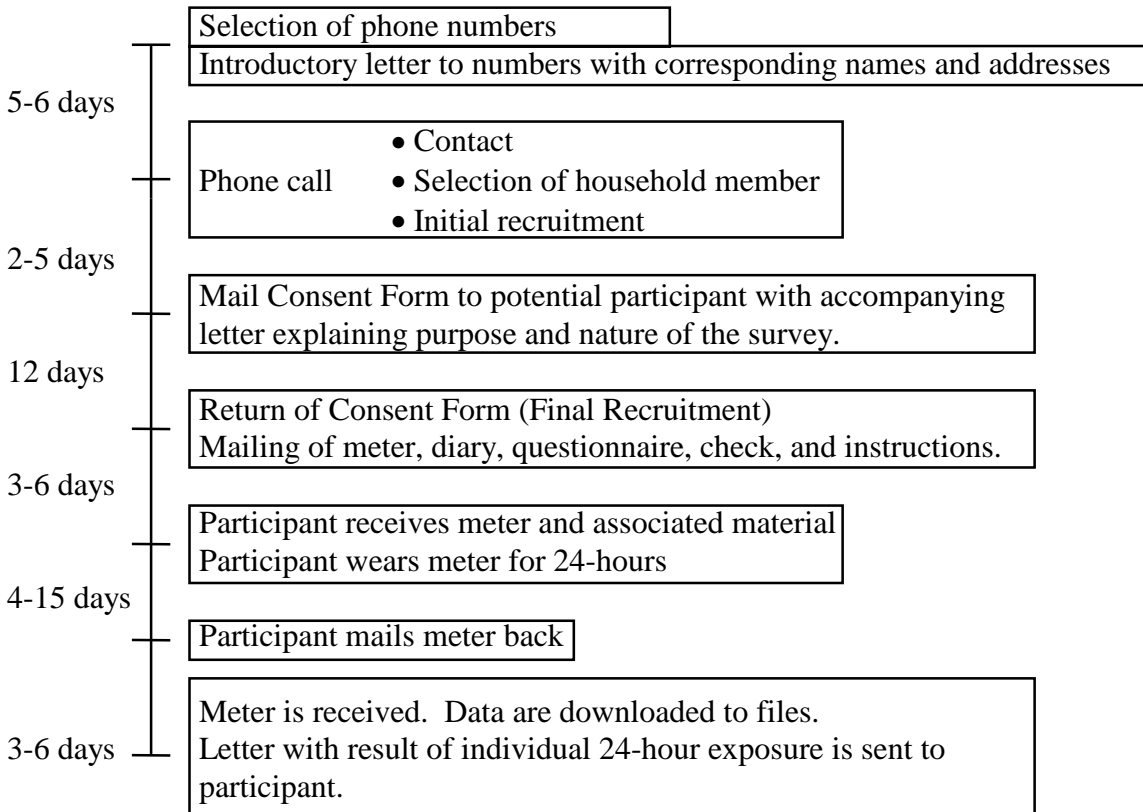 Selection of phone numbers
Introductory letter to numbers with corresponding names and addresses
5-6 days
• Contact
Phone call • Selection of household member
• Initial recruitment
2-5 days
Mail Consent Form to potential participant with accompanying
letter explaining purpose and nature of the survey.
12 days
Return of Consent Form (Final Recruitment)
Mailing of meter, diary, questionnaire, check, and instructions.
3-6 days
Participant receives meter and associated material
Participant wears meter for 24-hours
4-15 days
Participant mails meter back
Meter is received. Data are downloaded to files.
3-6 days
Letter with result of individual 24-hour exposure is sent to
participant.